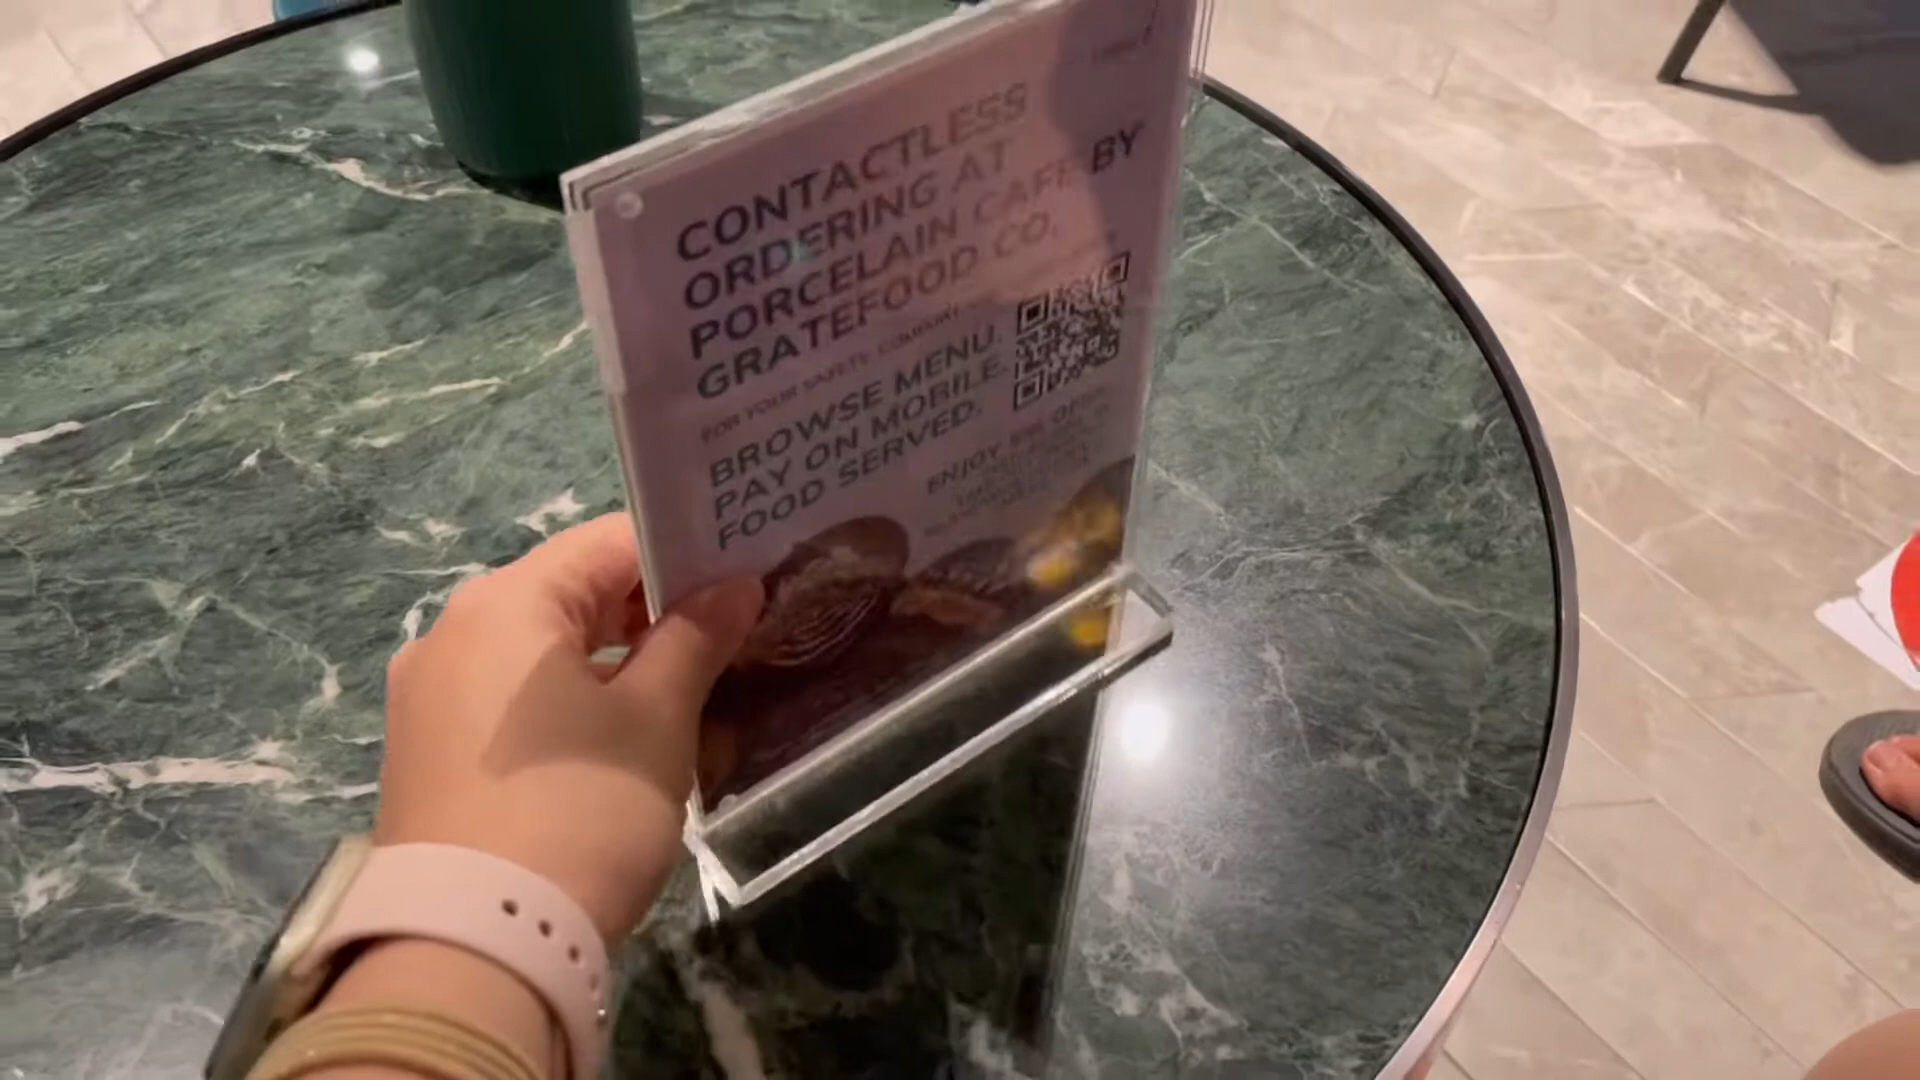 CONTACTLESS
ORDERING AT
PORCELAIN CAFE BY
GRATEFOOD CO.
FOR YOUR SAFETY, COMFORT
BROWSE MENU.
PAY ON MOBILE.
FOOD SERVED.
ENJOY